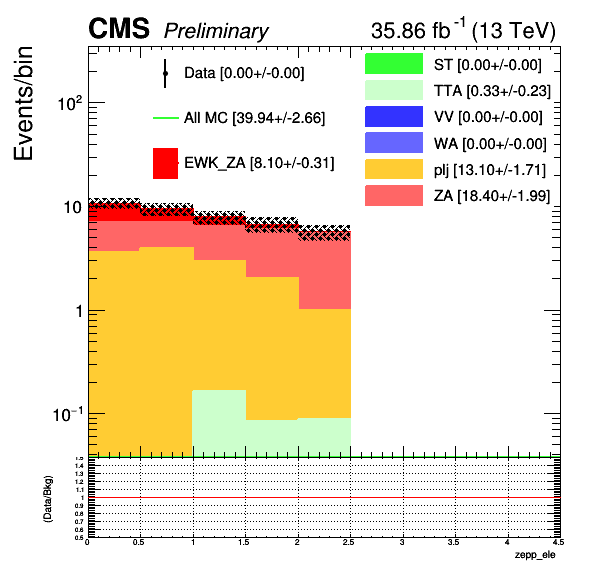 CMS Preliminary 35.86 fb⁻¹ (13 TeV)
Events/bin
Data [0.00+/-0.00]
All MC [39.94+/-2.66]
EWK_ZA [8.10+/-0.31]
ST [0.00+/-0.00]
TTA [0.33+/-0.23]
VV [0.00+/-0.00]
WA [0.00+/-0.00]
plj [13.10+/-1.71]
ZA [18.40+/-1.99]
10²
10
1
10⁻¹
(Data/Bkg)
1.5
1.4
1.3
1.2
1.1
1
0.9
0.8
0.7
0.6
0.5
0 0.5 1 1.5 2 2.5 3 3.5 4 4.5
zepp_ele